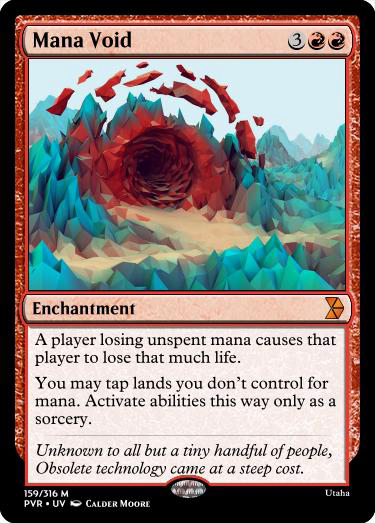 Mana Void 3
Enchantment
A player losing unspent mana causes that
player to lose that much life.
You may tap lands you don't control for
mana. Activate abilities this way only as a
sorcery.
Unknown to all but a tiny handful of people,
Obsolete technology came at a steep cost.
159/316 M Utaha
PVR • UV CALDER MOORE